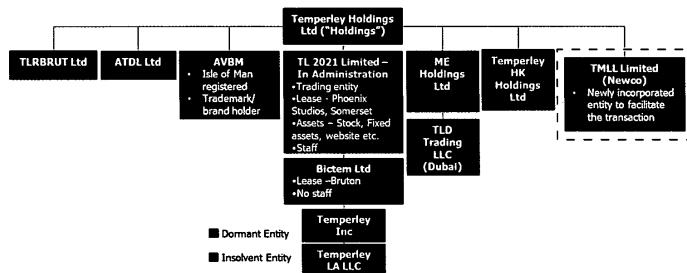 Temperley Holdings
Ltd ("Holdings")
TLRBRUT Ltd
ATDL Ltd
AVBM
• Isle of Man
registered
• Trademark/
brand holder
TL 2021 Limited –
In Administration
•Trading entity
•Lease - Phoenix
Studios, Somerset
•Assets – Stock, Fixed
assets, website etc.
•Staff
ME
Holdings
Ltd
Temperley
HK
Holdings
Ltd
TMLL Limited
(Newco)
• Newly incorporated
entity to facilitate
the transaction
TLD
Trading
LLC
(Dubai)
Bictem Ltd
•Lease –Bruton
•No staff
Temperley
Inc
Temperley
LA LLC
Dormant Entity
Insolvent Entity